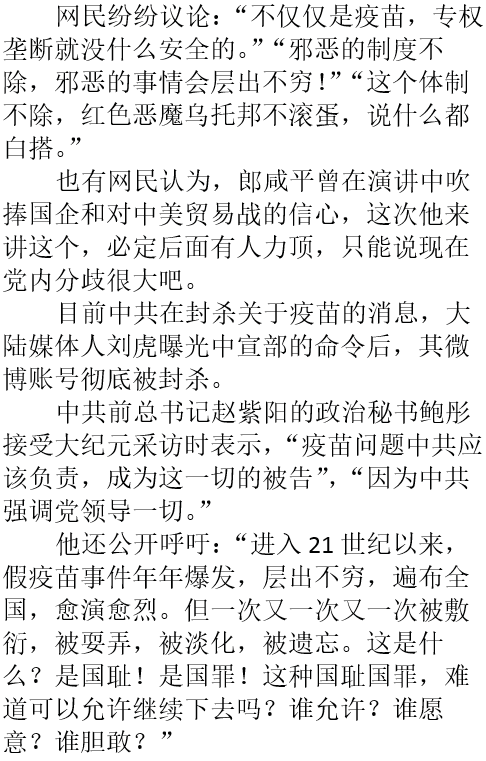 网民纷纷议论：“不仅仅是疫苗，专权
垄断就没什么安全的。”“邪恶的制度不
除，邪恶的事情会层出不穷！”“这个体制
不除，红色恶魔乌托邦不滚蛋，说什么都
白搭。”
也有网民认为，郎咸平曾在演讲中吹
捧国企和对中美贸易战的信心，这次他来
讲这个，必定后面有人力顶，只能说现在
党内分歧很大吧。
目前中共在封杀关于疫苗的消息，大
陆媒体人刘虎曝光中宣部的命令后，其微
博账号彻底被封杀。
中共前总书记赵紫阳的政治秘书鲍彤
接受大纪元采访时表示，“疫苗问题中共应
该负责，成为这一切的被告”，“因为中共
强调党领导一切。”
他还公开呼吁：“进入 21 世纪以来，
假疫苗事件年年爆发，层出不穷，遍布全
国，愈演愈烈。但一次又一次又一次被敷
衍，被耍弄，被淡化，被遗忘。这是什
么？是国耻！是国罪！这种国耻国罪，难
道可以允许继续下去吗？谁允许？谁愿
意？谁胆敢？”